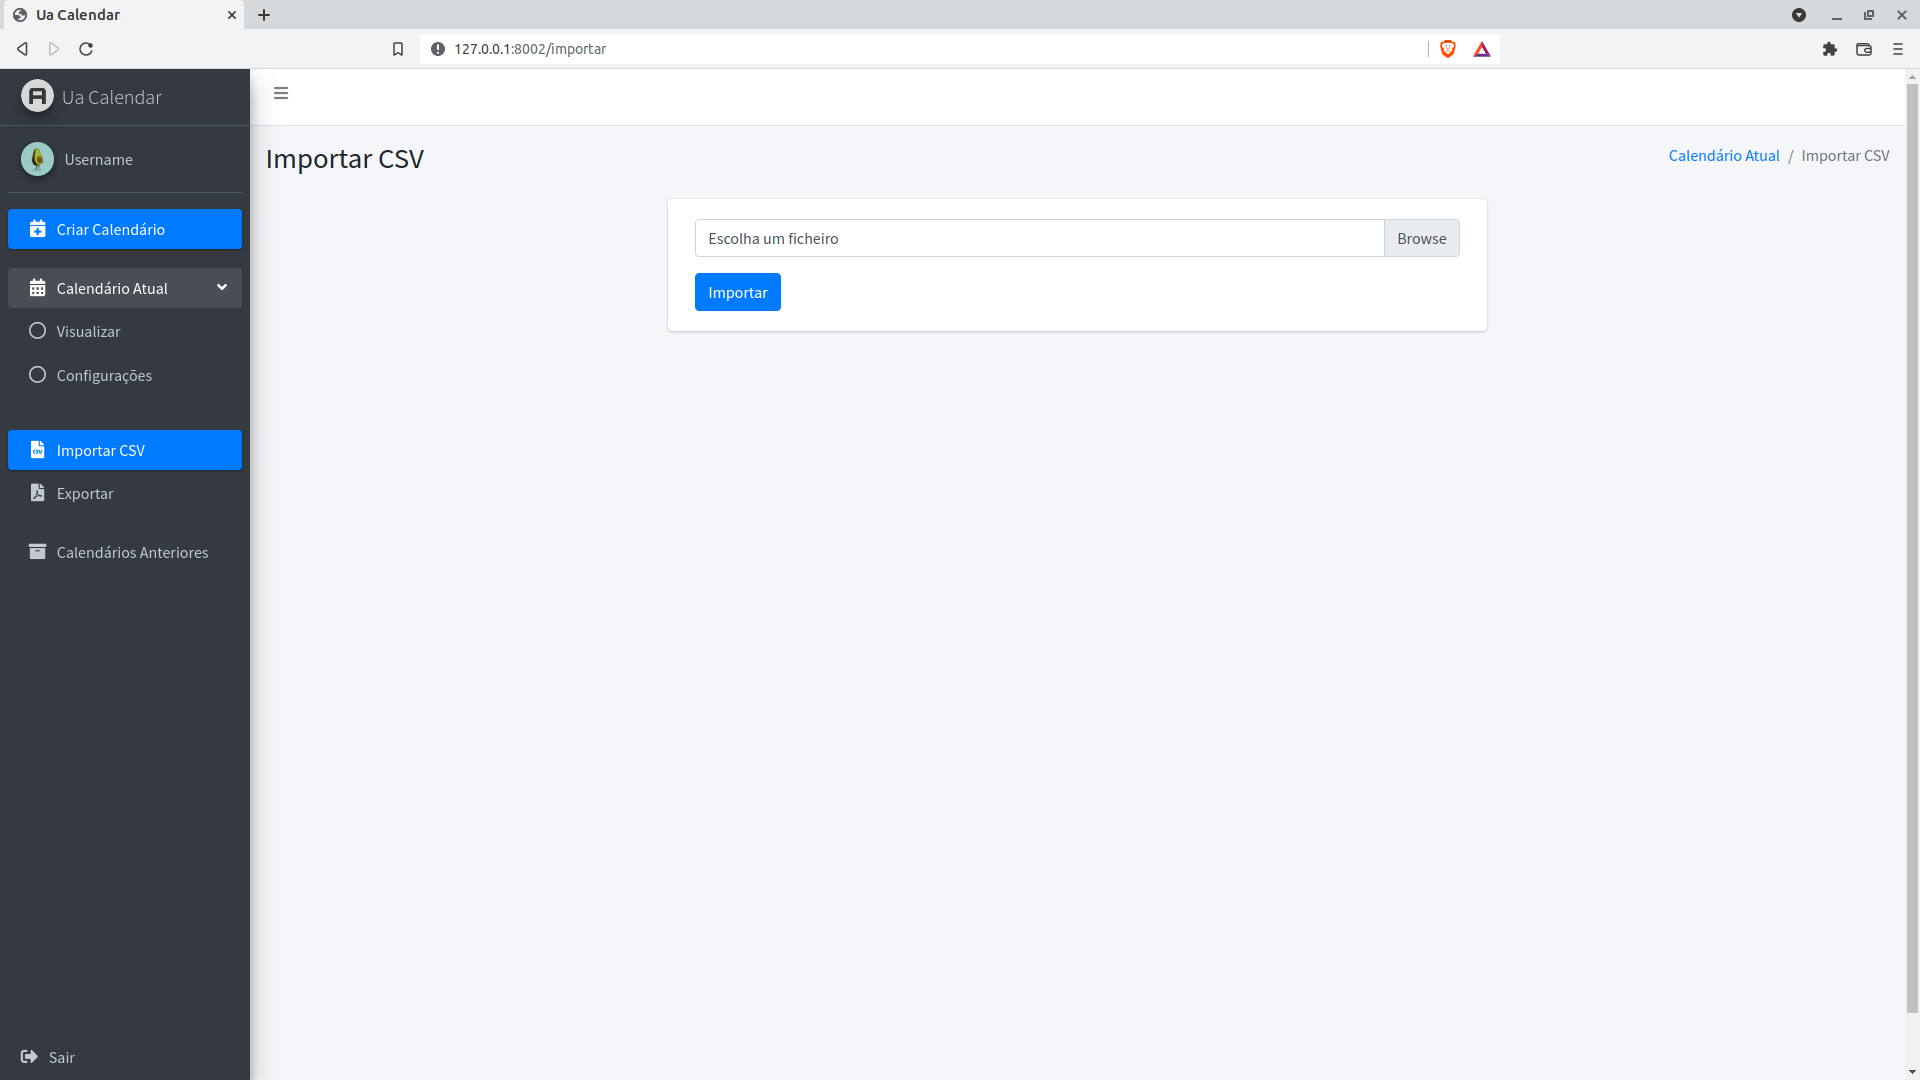 Ua Calendar
127.0.0.1:8002/importar
Ua Calendar
Username
Criar Calendário
Calendário Atual
Visualizar
Configurações
Importar CSV
Exportar
Calendários Anteriores
Sair
Importar CSV
Calendário Atual / Importar CSV
Escolha um ficheiro
Browse
Importar